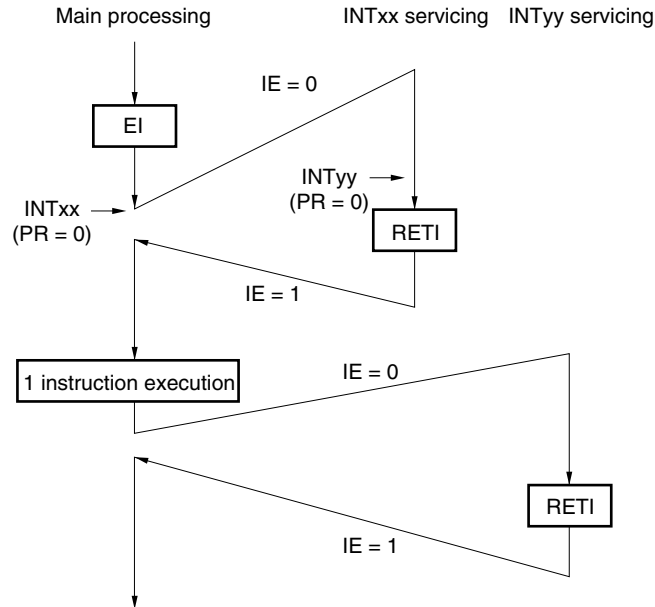 Main processing
INTxx servicing
INTyy servicing
IE = 0
EI
INTyy
(PR = 0)
INTxx
(PR = 0)
RETI
IE = 1
1 instruction execution
IE = 0
RETI
IE = 1